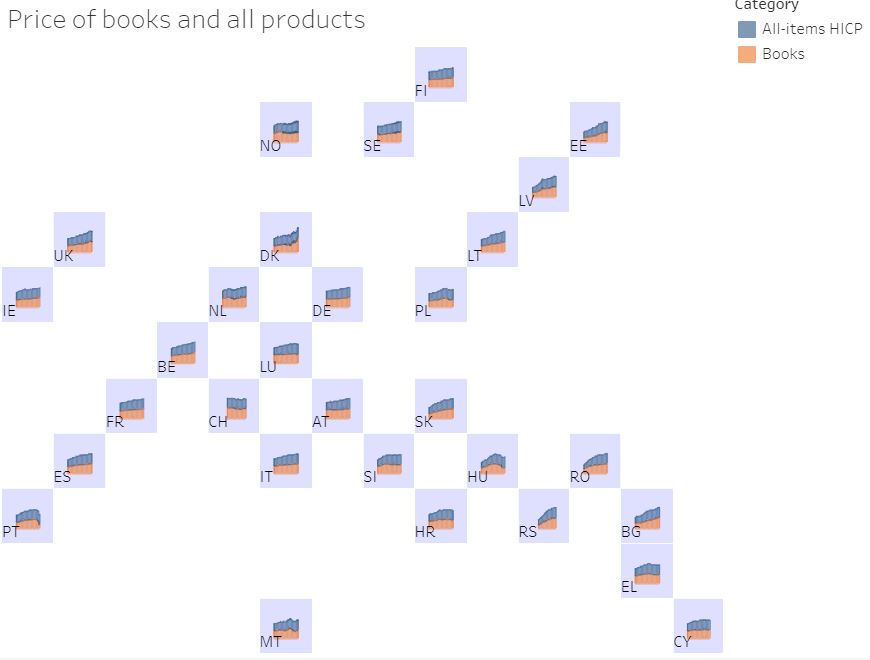 Price of books and all products
Category
All-items HICP
Books
FI
NO
SE
EE
LV
UK
DK
LT
IE
NL
DE
PL
BE
LU
FR
CH
AT
SK
ES
IT
SI
HU
RO
PT
HR
RS
BG
EL
MT
CY